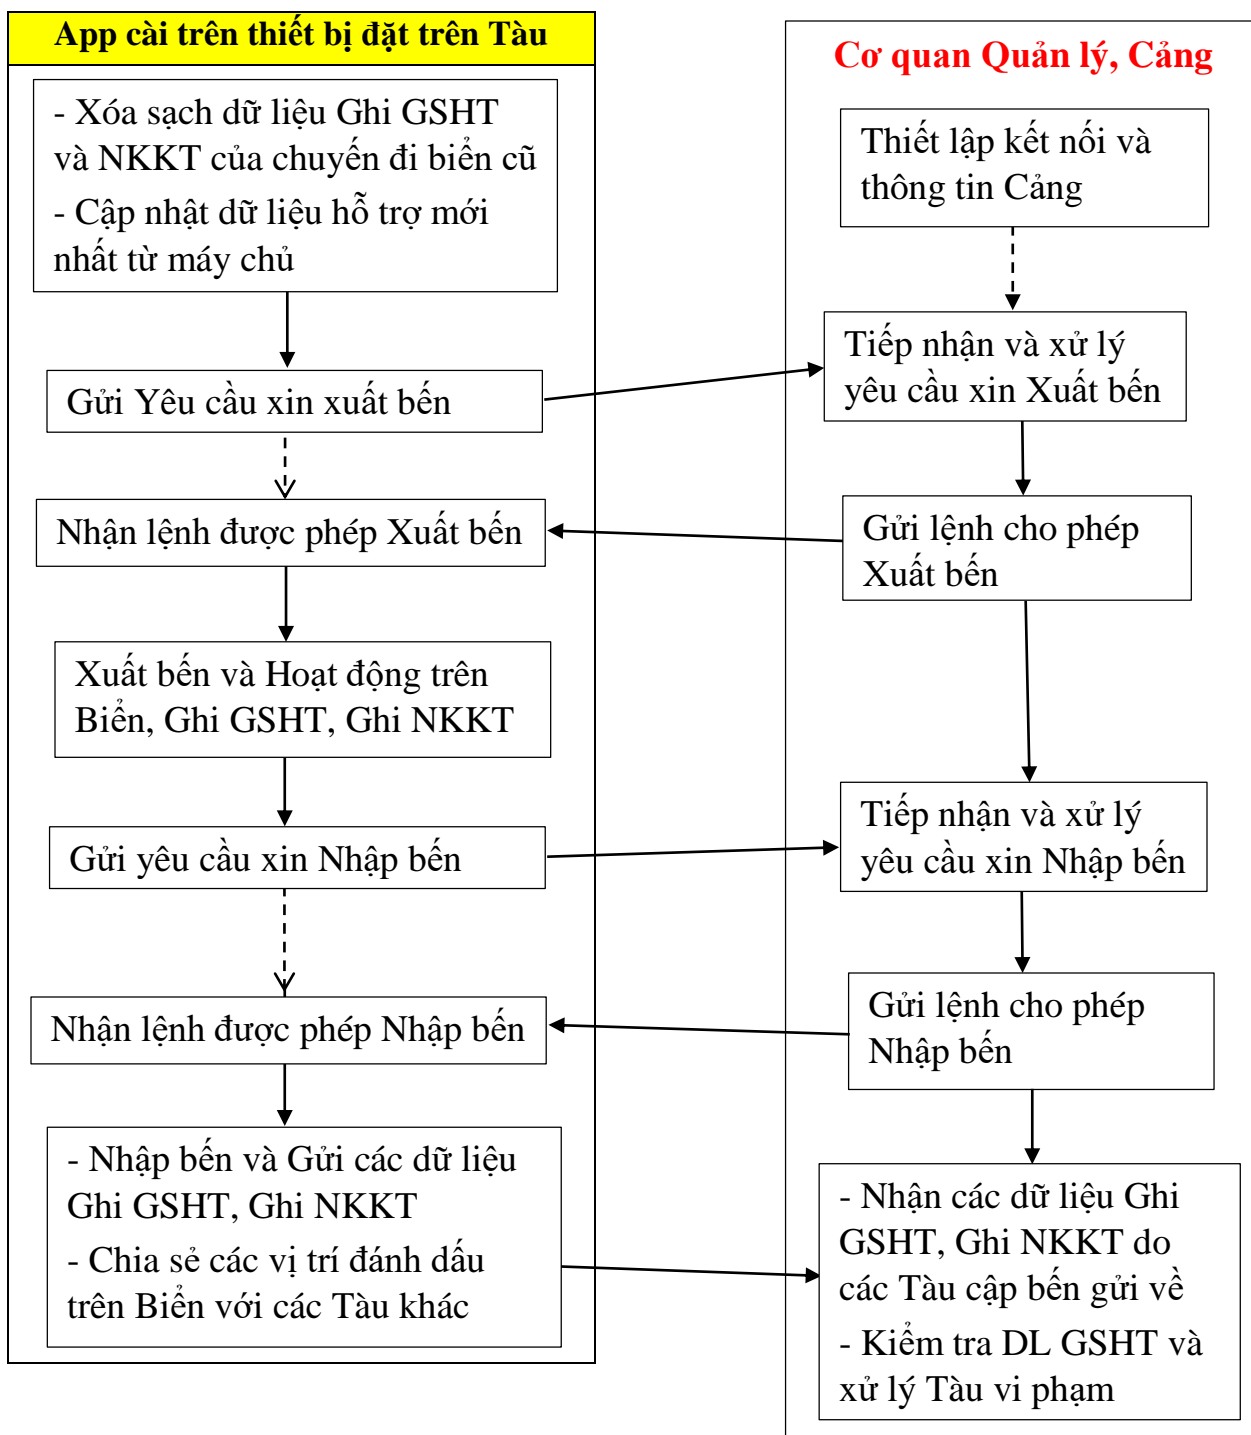 App cài trên thiết bị đặt trên Tàu
- Xóa sạch dữ liệu Ghi GSHT
và NKKT của chuyến đi biển cũ
- Cập nhật dữ liệu hỗ trợ mới
nhất từ máy chủ
Gửi Yêu cầu xin xuất bến
Nhận lệnh được phép Xuất bến
Xuất bến và Hoạt động trên
Biển, Ghi GSHT, Ghi NKKT
Gửi yêu cầu xin Nhập bến
Nhận lệnh được phép Nhập bến
- Nhập bến và Gửi các dữ liệu
Ghi GSHT, Ghi NKKT
- Chia sẻ các vị trí đánh dấu
trên Biển với các Tàu khác
Cơ quan Quản lý, Cảng
Thiết lập kết nối và
thông tin Cảng
Tiếp nhận và xử lý
yêu cầu xin Xuất bến
Gửi lệnh cho phép
Xuất bến
Tiếp nhận và xử lý
yêu cầu xin Nhập bến
Gửi lệnh cho phép
Nhập bến
- Nhận các dữ liệu Ghi
GSHT, Ghi NKKT do
các Tàu cập bến gửi về
- Kiểm tra DL GSHT và
xử lý Tàu vi phạm